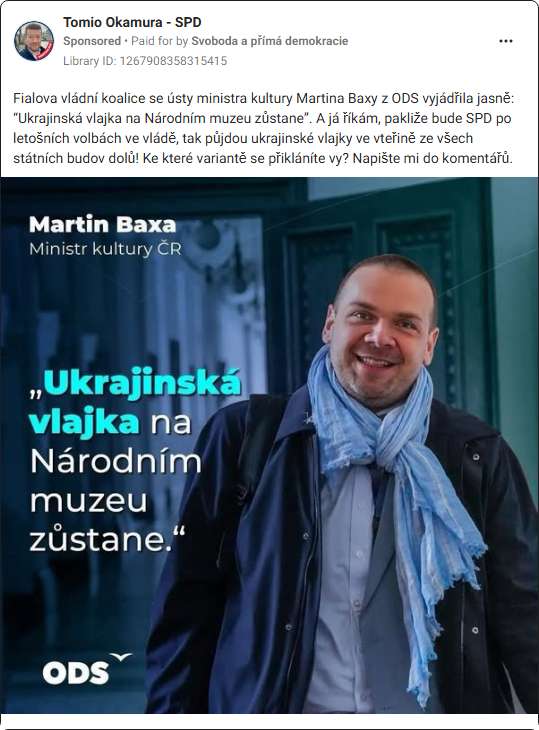 Tomio Okamura - SPD
Sponsored • Paid for by Svoboda a přímá demokracie
Library ID: 1267908358315415
Fialova vládní koalice se ústy ministra kultury Martina Baxy z ODS vyjádřila jasně:
“Ukrajinská vlajka na Národním muzeu zůstane”. A já říkám, pakliže bude SPD po
letošních volbách ve vládě, tak půjdou ukrajinské vlajky ve vteřině ze všech
státních budov dolů! Ke které variantě se přikláníte vy? Napište mi do komentářů.
Martin Baxa
Ministr kultury ČR
„Ukrajinská
vlajka na
Národním
muzeu
zůstane.“
ODS